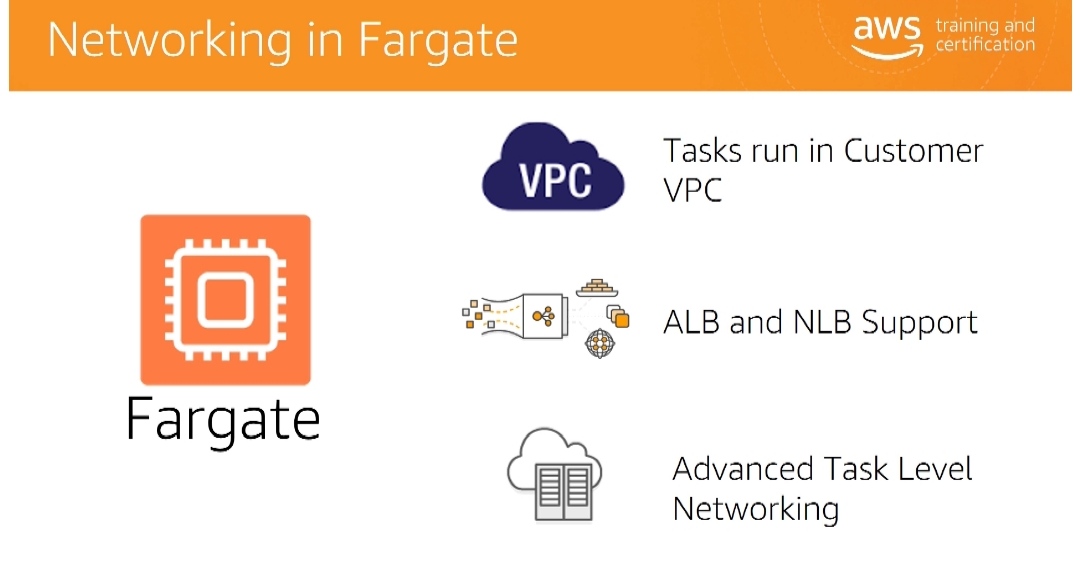 Networking in Fargate
aws
training and
certification
VPC
Tasks run in Customer
VPC
ALB and NLB Support
Fargate
Advanced Task Level
Networking